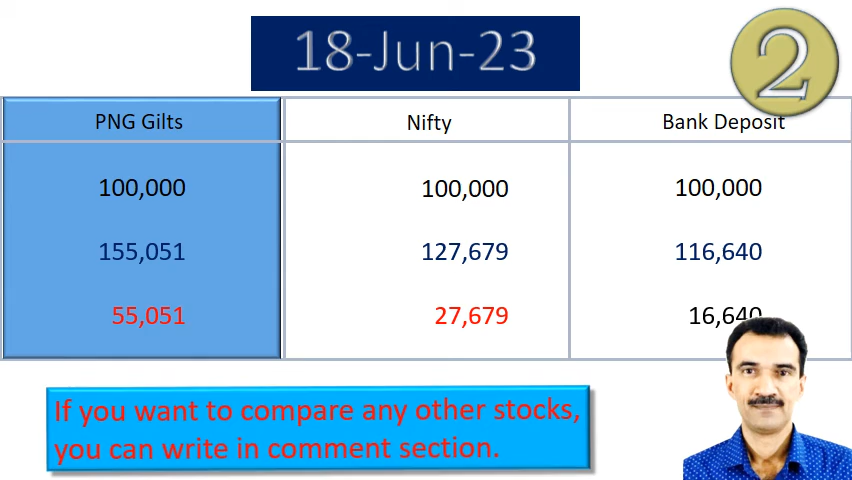 18-Jun-23
2
PNG Gilts Nifty Bank Deposit
100,000 100,000 100,000
155,051 127,679 116,640
55,051 27,679 16,640
If you want to compare any other stocks,
you can write in comment section.